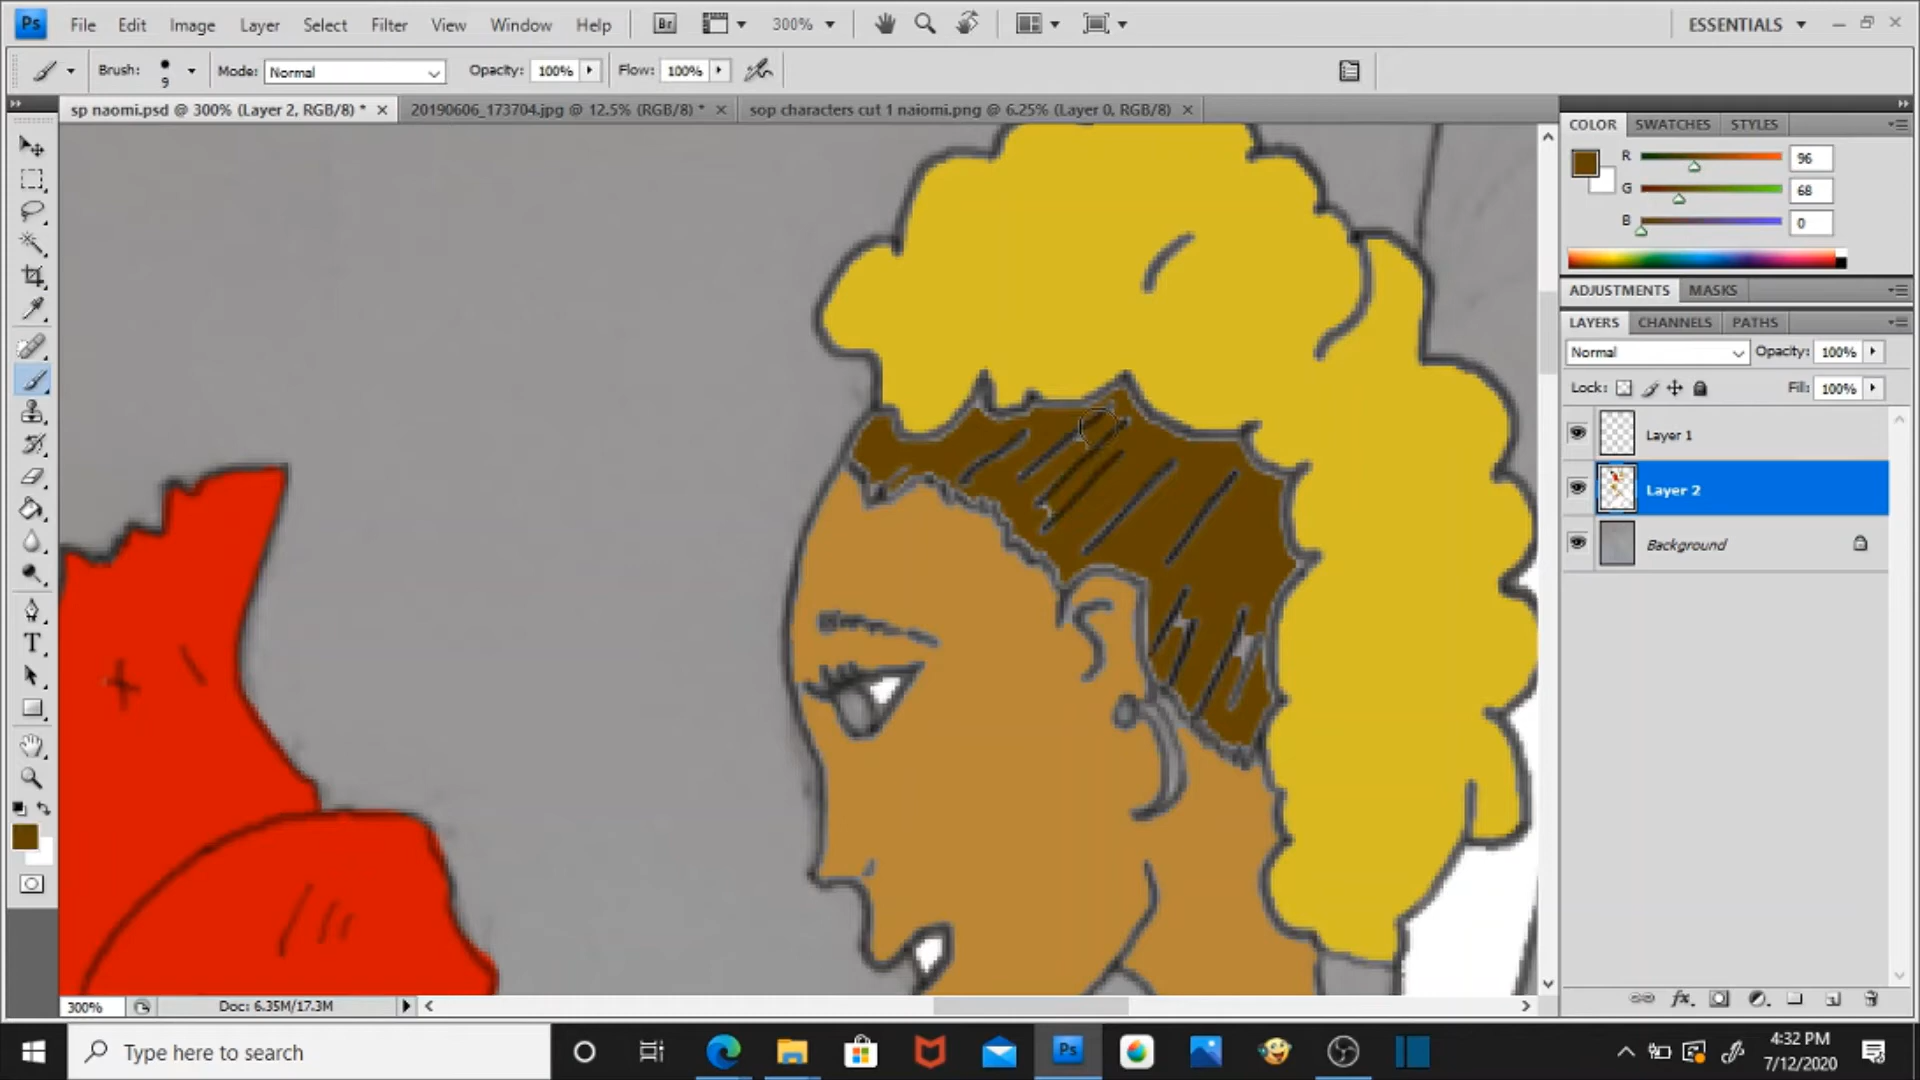 Ps File Edit Image Layer Select Filter View Window Help Br 300% ESSENTIALS
Brush: 9 Mode: Normal Opacity: 100% Flow: 100%
sp naomi.psd @ 300% (Layer 2, RGB/8) * 20190606_173704.jpg @ 12.5% (RGB/8) * sop characters cut 1 naiomi.png @ 6.25% (Layer 0, RGB/8)
COLOR SWATCHES STYLES
R 96
G 68
B 0
ADJUSTMENTS MASKS
LAYERS CHANNELS PATHS
Normal Opacity: 100%
Lock: Fill: 100%
Layer 1
Layer 2
Background
T
fx
300% Doc: 6.35M/17.3M
Type here to search
Ps
4:32 PM
7/12/2020